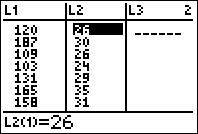 L1 L2 L3 2
120 26 ------
187 30
109 26
103 24
131 29
165 35
158 31
L2(1)=26